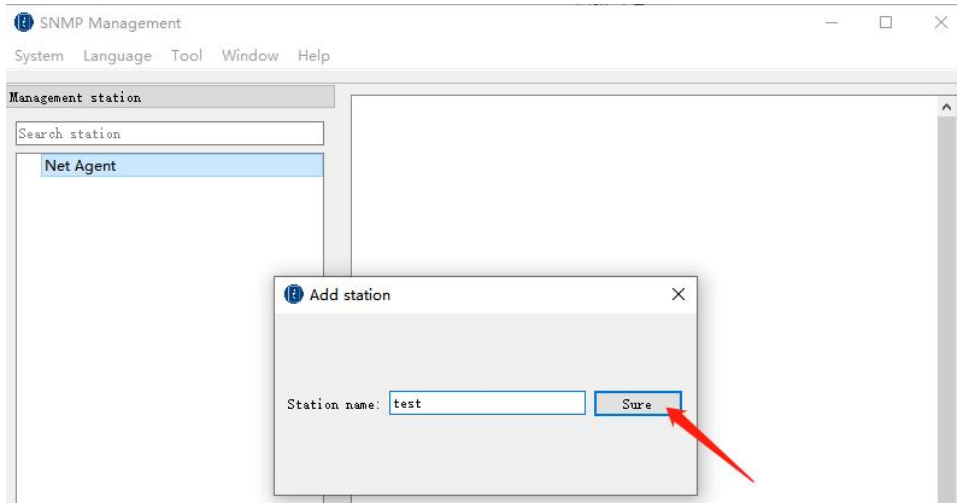 SNMP Management
System Language Tool Window Help
Management station
Search station
Net Agent
Add station
Station name: test Sure